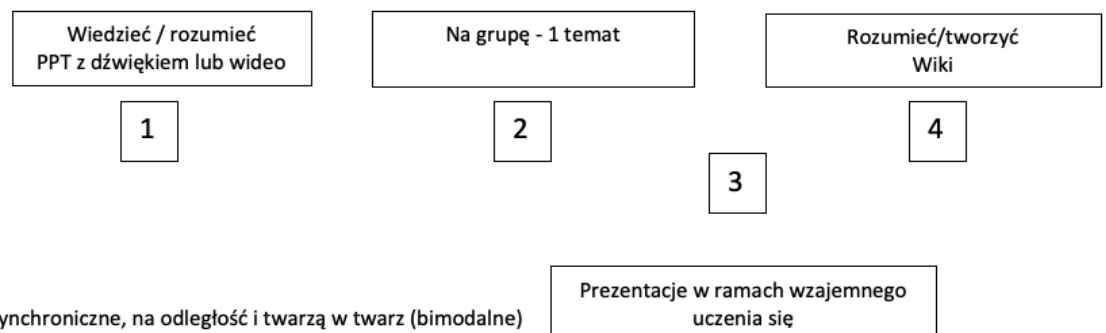 Wiedzieć / rozumieć
PPT z dźwiękiem lub wideo
Na grupę - 1 temat
Rozumieć/tworzyć
Wiki
1
2
4
3
Prezentacje w ramach wzajemnego
uczenia się
ynchroniczne, na odległość i twarzą w twarz (bimodalne)